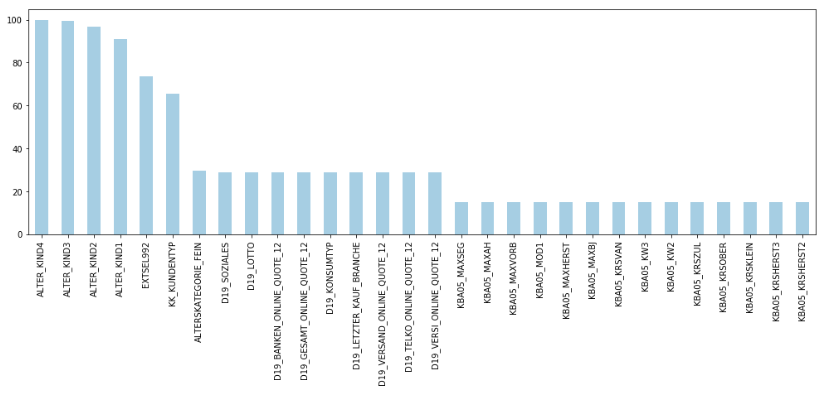 100
80
60
40
20
0
ALTER_KIND4
ALTER_KIND3
ALTER_KIND2
ALTER_KIND1
EXTSEL992
KK_KUNDENTYP
ALTERSKATEGORIE_FEIN
D19_SOZIALES
D19_LOTTO
D19_BANKEN_ONLINE_QUOTE_12
D19_GESAMT_ONLINE_QUOTE_12
D19_KONSUMTYP
D19_LETZTER_KAUF_BRANCHE
D19_VERSAND_ONLINE_QUOTE_12
D19_TELKO_ONLINE_QUOTE_12
D19_VERSI_ONLINE_QUOTE_12
KBA05_MAXSEG
KBA05_MAXAH
KBA05_MAXVORB
KBA05_MOD1
KBA05_MAXHERST
KBA05_MAXBJ
KBA05_KRSVAN
KBA05_KW3
KBA05_KW2
KBA05_KRSZUL
KBA05_KRSOBER
KBA05_KRSKLEIN
KBA05_KRSHERST3
KBA05_KRSHERST2